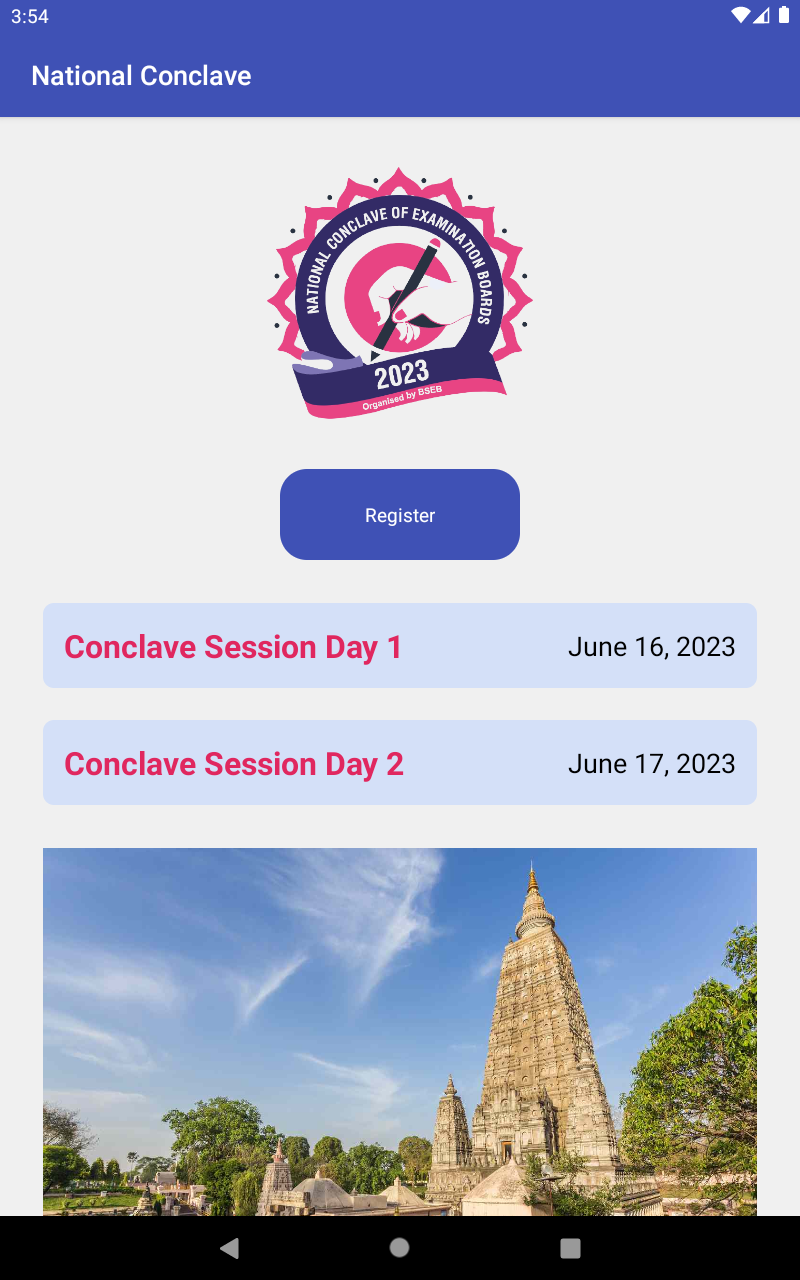 3:54
National Conclave
NATIONAL CONCLAVE OF EXAMINATION BOARDS
2023
Organised by BSEB
Register
Conclave Session Day 1 June 16, 2023
Conclave Session Day 2 June 17, 2023